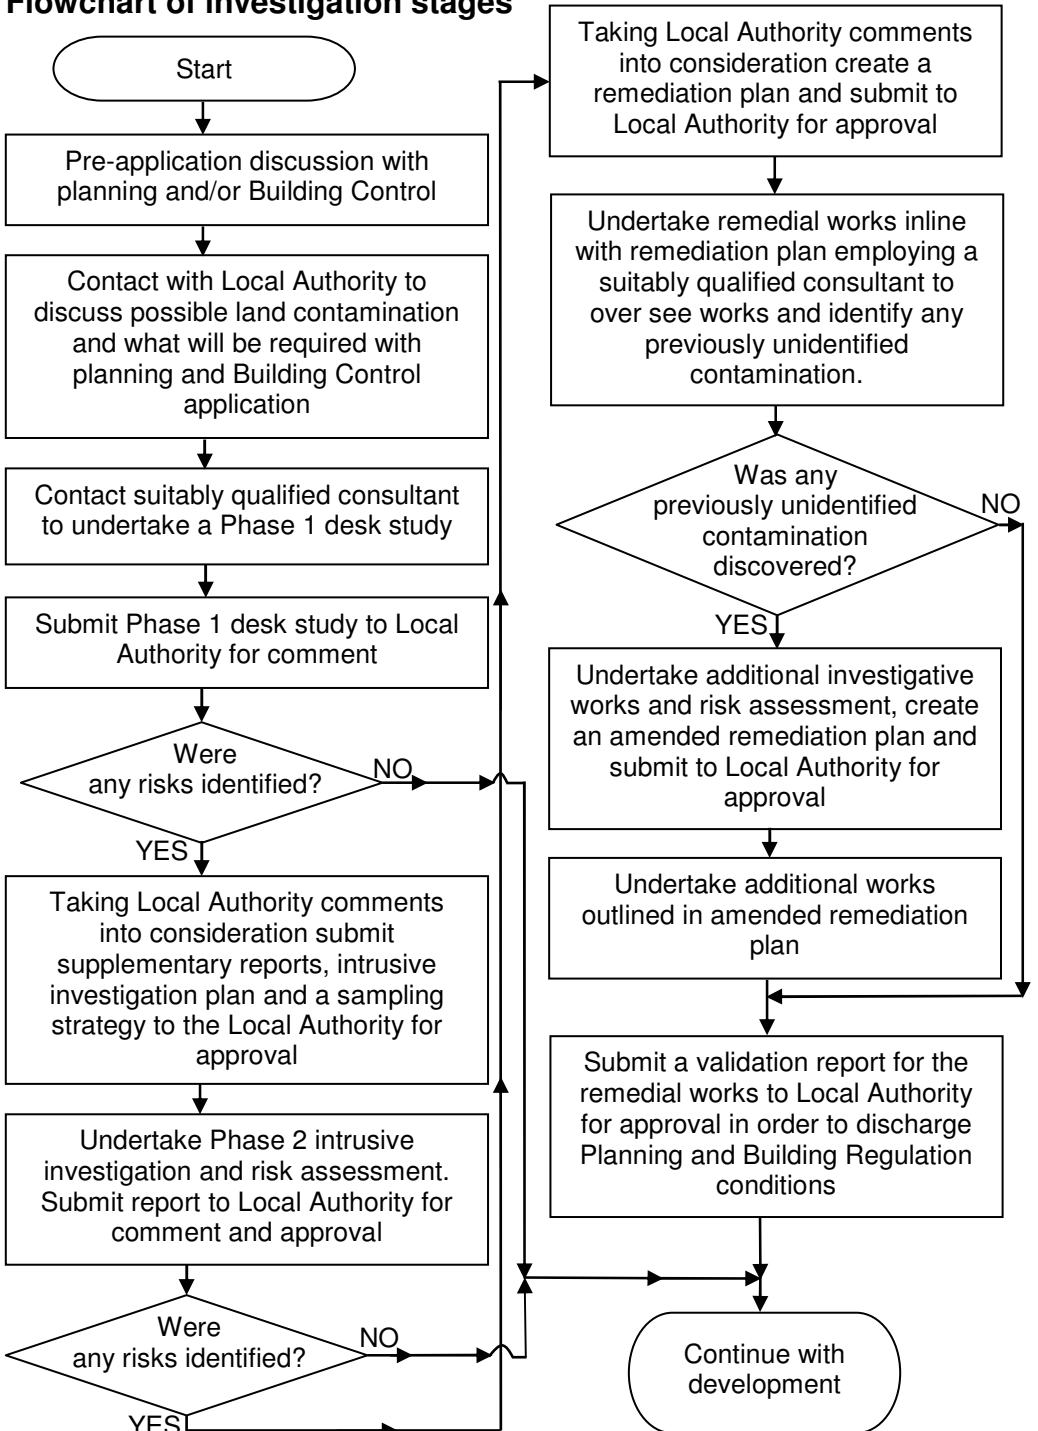 Flowchart of investigation stages
Start
Pre-application discussion with
planning and/or Building Control
Contact with Local Authority to
discuss possible land contamination
and what will be required with
planning and Building Control
application
Contact suitably qualified consultant
to undertake a Phase 1 desk study
Submit Phase 1 desk study to Local
Authority for comment
Were
any risks identified?
NO
YES
Taking Local Authority comments
into consideration submit
supplementary reports, intrusive
investigation plan and a sampling
strategy to the Local Authority for
approval
Undertake Phase 2 intrusive
investigation and risk assessment.
Submit report to Local Authority for
comment and approval
Were
any risks identified?
NO
YES
Taking Local Authority comments
into consideration create a
remediation plan and submit to
Local Authority for approval
Undertake remedial works inline
with remediation plan employing a
suitably qualified consultant to
over see works and identify any
previously unidentified
contamination.
Was any
previously unidentified
contamination
discovered?
NO
YES
Undertake additional investigative
works and risk assessment, create
an amended remediation plan and
submit to Local Authority for
approval
Undertake additional works
outlined in amended remediation
plan
Submit a validation report for the
remedial works to Local Authority
for approval in order to discharge
Planning and Building Regulation
conditions
Continue with
development